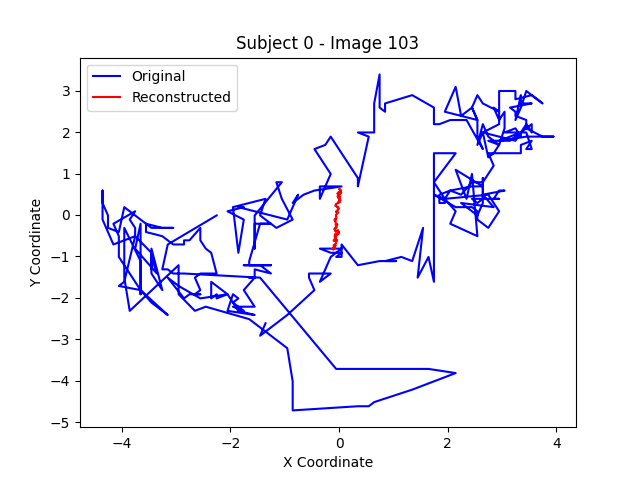 Subject 0 - Image 103
Original
Reconstructed
3
2
1
0
−1
−2
−3
−4
−5
Y Coordinate
−4 −2 0 2 4
X Coordinate